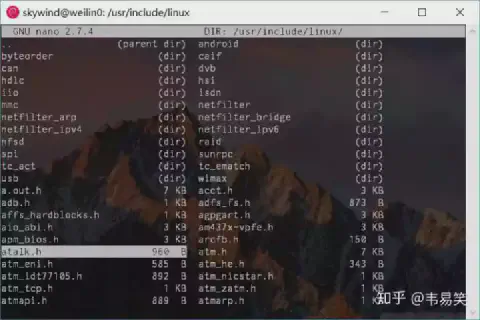 skywind@weilin0: /usr/include/linux
GNU nano 2.7.4 DIR: /usr/include/linux/
.. (parent dir) android (dir)
byteorder (dir) caif (dir)
can (dir) dvb (dir)
hdlc (dir) hsi (dir)
iio (dir) isdn (dir)
mmc (dir) netfilter (dir)
netfilter_arp (dir) netfilter_bridge (dir)
netfilter_ipv4 (dir) netfilter_ipv6 (dir)
nfsd (dir) raid (dir)
spi (dir) sunrpc (dir)
tc_act (dir) tc_ematch (dir)
usb (dir) wimax (dir)
a.out.h 7 KB acct.h 3 KB
adb.h 1 KB adfs_fs.h 873 B
affs_hardblocks.h 1 KB agpgart.h 3 KB
aio_abi.h 3 KB am437x-vpfe.h 3 KB
apm_bios.h 3 KB arcfb.h 150 B
atalk.h 960 B atm.h 7 KB
atm_eni.h 585 B atm_he.h 343 B
atm_idt77105.h 892 B atm_nicstar.h 1 KB
atm_tcp.h 1 KB atm_zatm.h 1 KB
atmapi.h 889 B atmarp.h 1 KB
知乎 @韦易笑